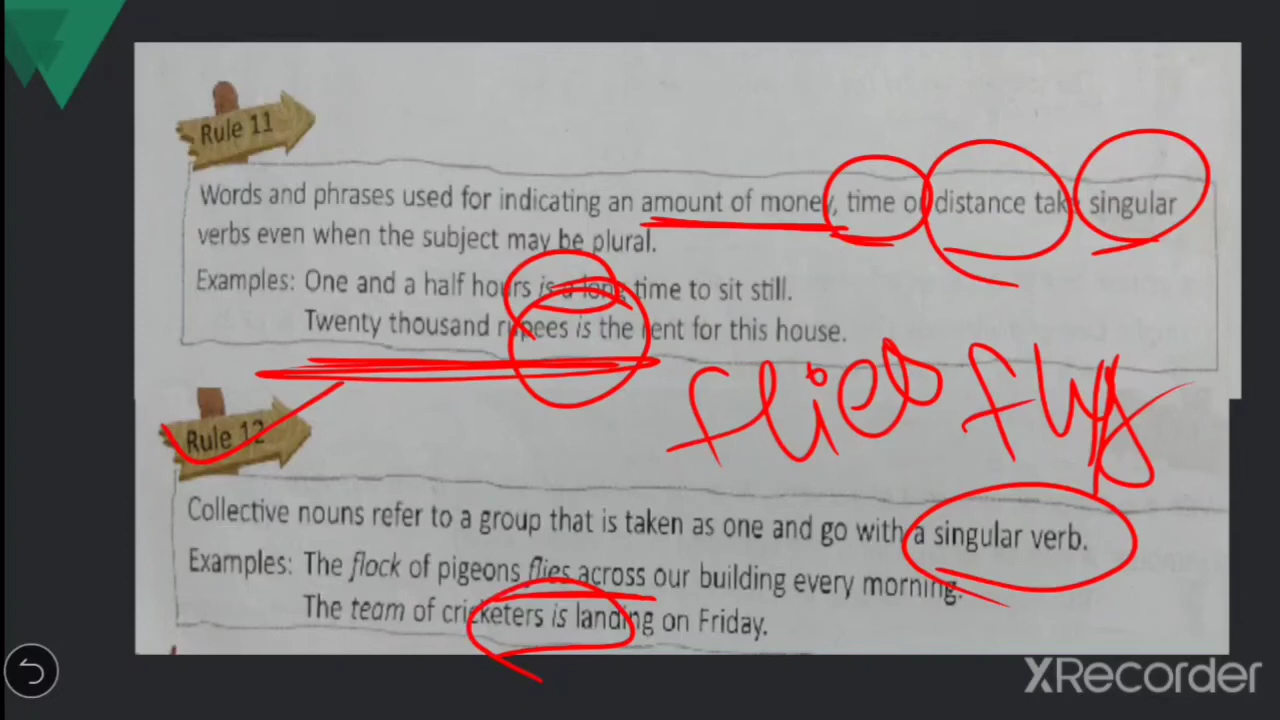 Rule 11
Words and phrases used for indicating an amount of money, time or distance take singular
verbs even when the subject may be plural.
Examples: One and a half hours is a long time to sit still.
Twenty thousand rupees is the rent for this house.
flies fly
Rule 12
Collective nouns refer to a group that is taken as one and go with a singular verb.
Examples: The flock of pigeons flies across our building every morning.
The team of cricketers is landing on Friday.
XRecorder